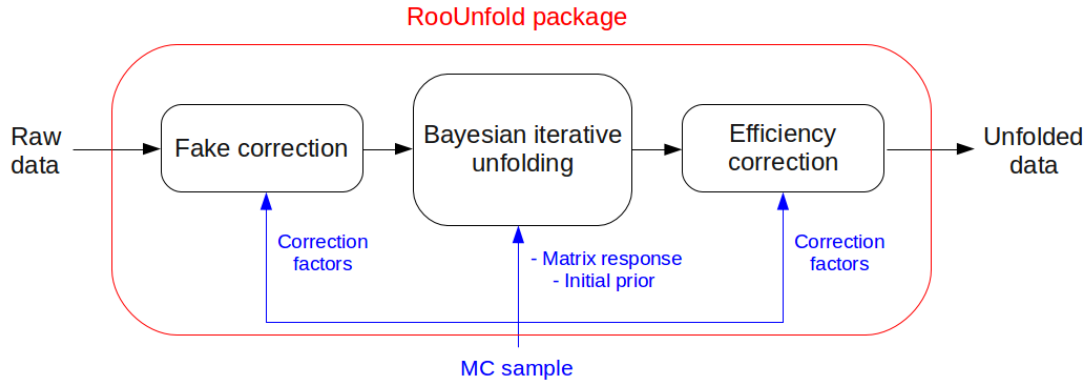 RooUnfold package
Raw
data
Fake correction
Bayesian iterative
unfolding
Efficiency
correction
Unfolded
data
Correction
factors
- Matrix response
- Initial prior
Correction
factors
MC sample